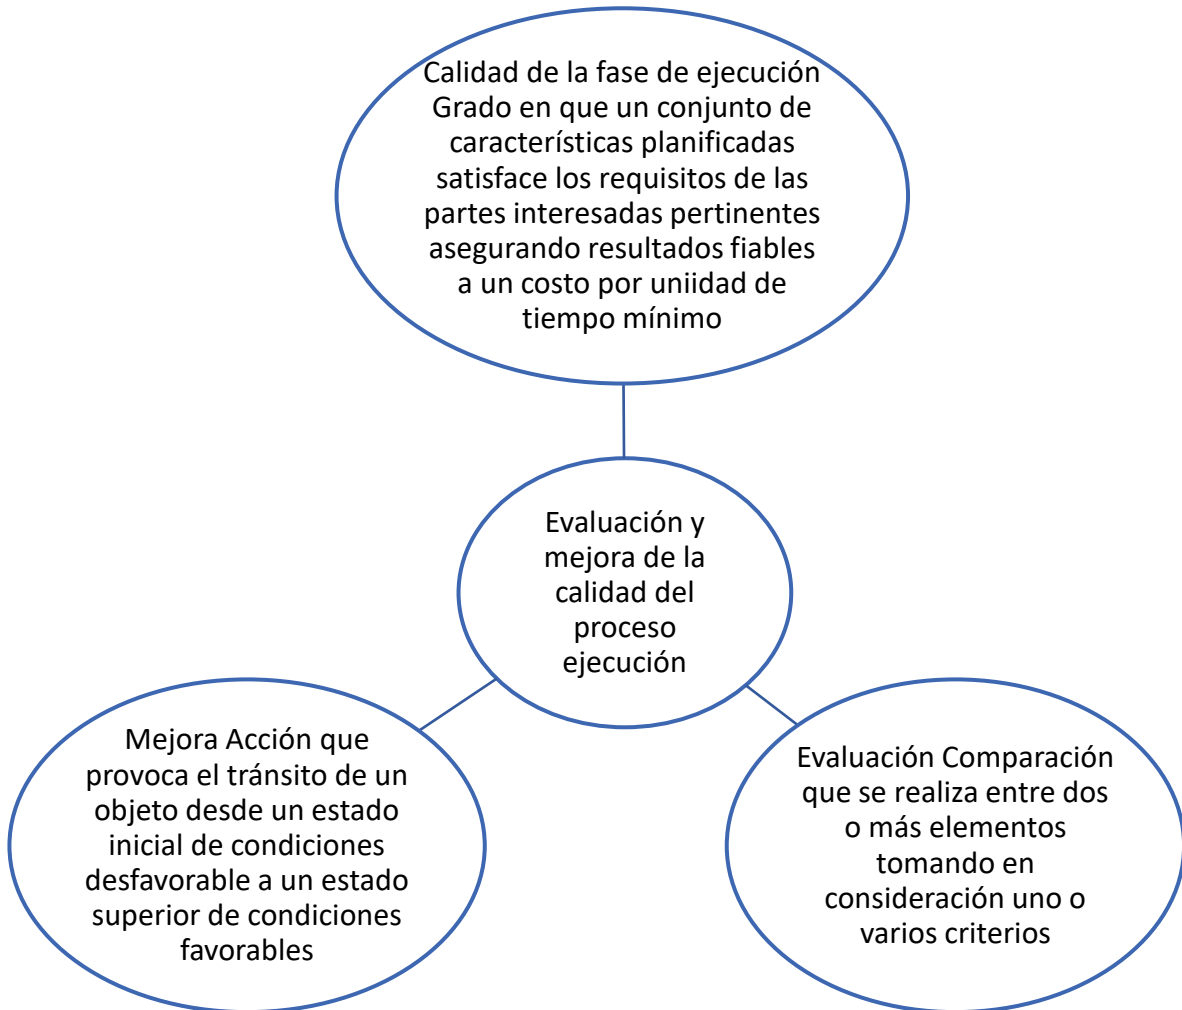 Calidad de la fase de ejecución
Grado en que un conjunto de
características planificadas
satisface los requisitos de las
partes interesadas pertinentes
asegurando resultados fiables
a un costo por uniidad de
tiempo mínimo
Evaluación y
mejora de la
calidad del
proceso
ejecución
Mejora Acción que
provoca el tránsito de un
objeto desde un estado
inicial de condiciones
desfavorable a un estado
superior de condiciones
favorables
Evaluación Comparación
que se realiza entre dos
o más elementos
tomando en
consideración uno o
varios criterios